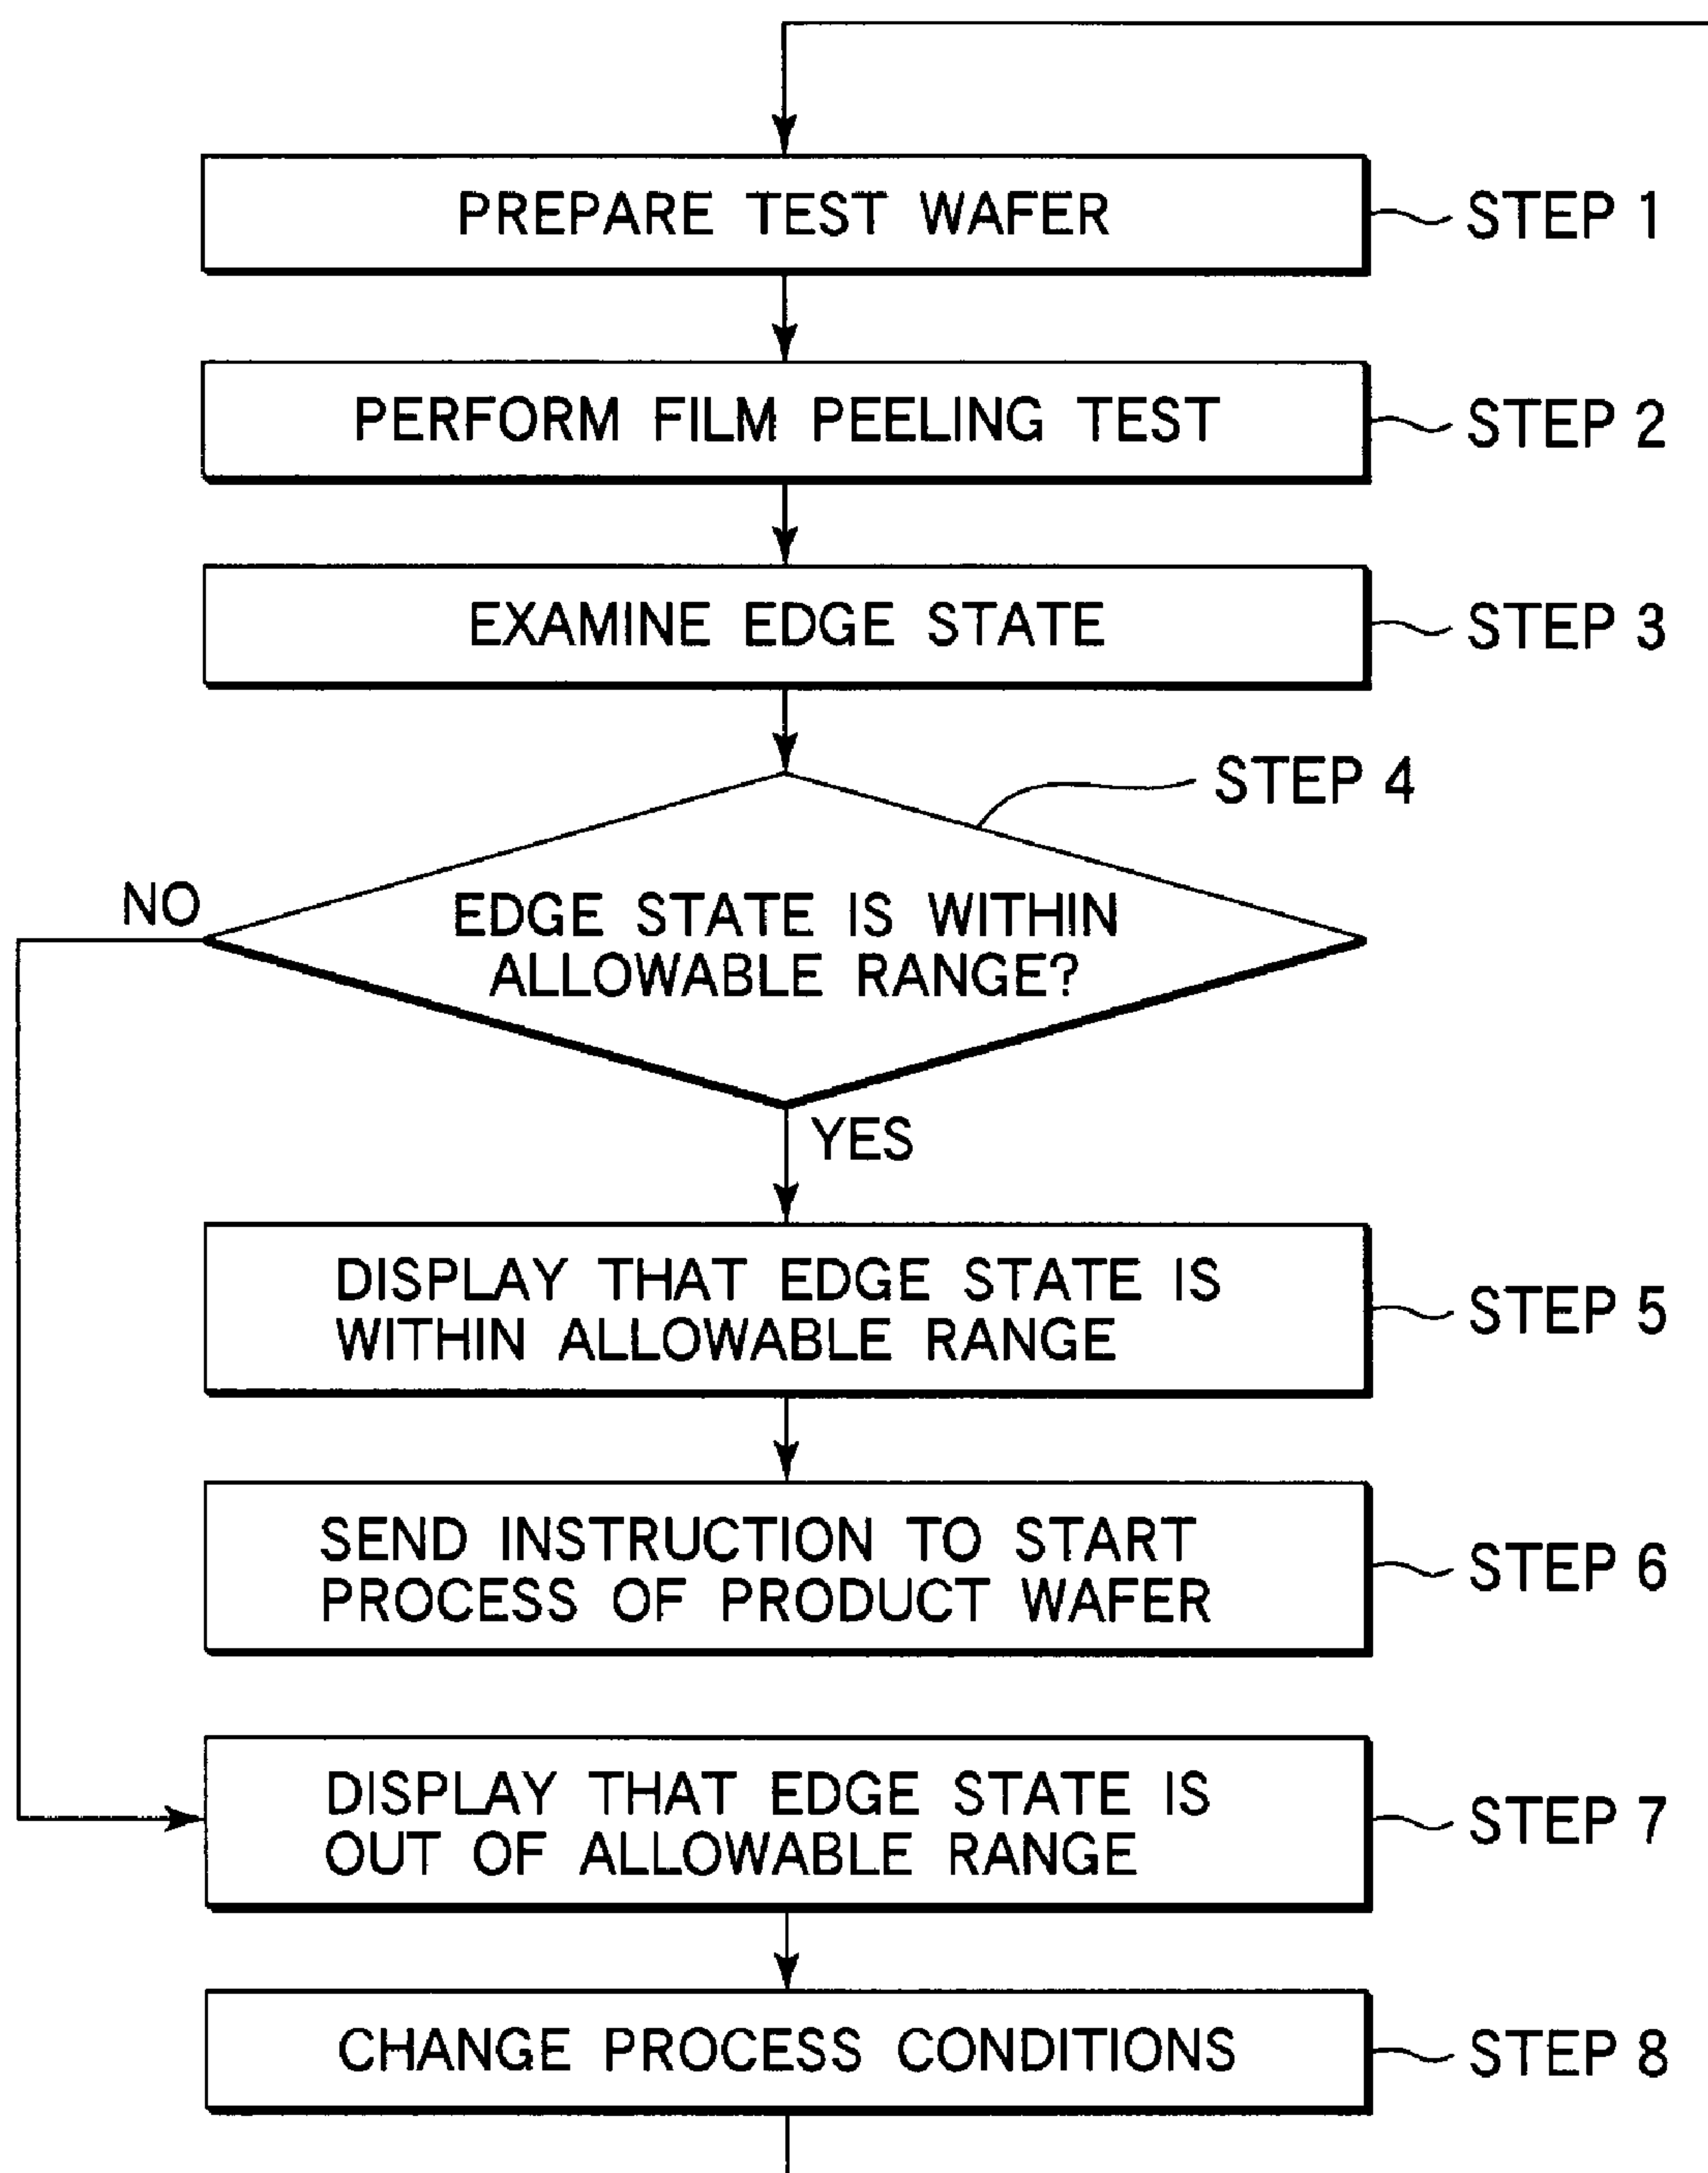 PREPARE TEST WAFER
STEP 1
PERFORM FILM PEELING TEST
STEP 2
EXAMINE EDGE STATE
STEP 3
STEP 4
NO
EDGE STATE IS WITHIN
ALLOWABLE RANGE?
YES
DISPLAY THAT EDGE STATE IS
WITHIN ALLOWABLE RANGE
STEP 5
SEND INSTRUCTION TO START
PROCESS OF PRODUCT WAFER
STEP 6
DISPLAY THAT EDGE STATE IS
OUT OF ALLOWABLE RANGE
STEP 7
CHANGE PROCESS CONDITIONS
STEP 8